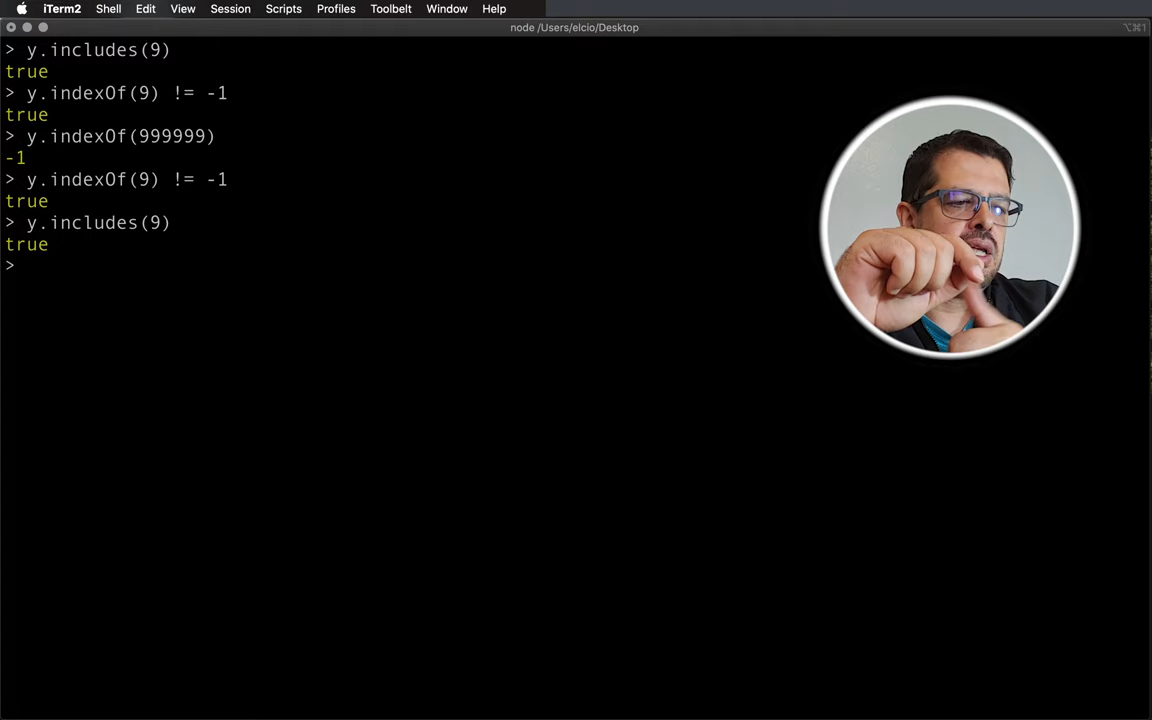 iTerm2 Shell Edit View Session Scripts Profiles Toolbelt Window Help
node /Users/elcio/Desktop ⌥⌘1
> y.includes(9)
true
> y.indexOf(9) != -1
true
> y.indexOf(999999)
-1
> y.indexOf(9) != -1
true
> y.includes(9)
true
>